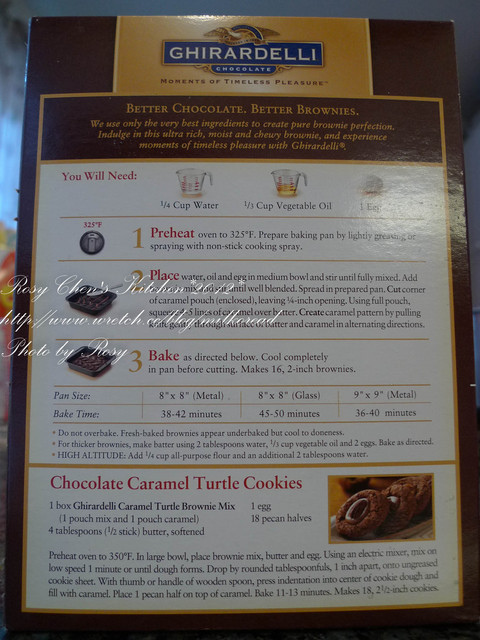 GHIRARDELLI
CHOCOLATE
MOMENTS OF TIMELESS PLEASURE™
BETTER CHOCOLATE. BETTER BROWNIES.
We use only the very best ingredients to create pure brownie perfection.
Indulge in this ultra rich, moist and chewy brownie, and experience
moments of timeless pleasure with Ghirardelli®.
You Will Need:
1/4 Cup Water
1/3 Cup Vegetable Oil
1 Egg
325°F
1 Preheat oven to 325°F. Prepare baking pan by lightly greasing or
spraying with non-stick cooking spray.
2 Place water, oil and egg in medium bowl and stir until fully mixed. Add
until well blended. Spread in prepared pan. Cut corner
of caramel pouch (enclosed), leaving 1/4-inch opening. Using full pouch,
squeeze lines of caramel over batter. Create caramel pattern by pulling
knife gently through surface of batter and caramel in alternating directions.
Rosy Chen's Kitchen
http://www.wretch.cc/blog/
Photo by Rosy
3 Bake as directed below. Cool completely
in pan before cutting. Makes 16, 2-inch brownies.
Pan Size: 8"x 8" (Metal) 8"x 8" (Glass) 9"x 9" (Metal)
Bake Time: 38-42 minutes 45-50 minutes 36-40 minutes
* Do not overbake. Fresh-baked brownies appear underbaked but cool to doneness.
* For thicker brownies, make batter using 2 tablespoons water, 1/3 cup vegetable oil and 2 eggs. Bake as directed.
* HIGH ALTITUDE: Add 1/4 cup all-purpose flour and an additional 2 tablespoons water.
Chocolate Caramel Turtle Cookies
1 box Ghirardelli Caramel Turtle Brownie Mix
(1 pouch mix and 1 pouch caramel)
4 tablespoons (1/2 stick) butter, softened
1 egg
18 pecan halves
Preheat oven to 350°F. In large bowl, place brownie mix, butter and egg. Using an electric mixer, mix on
low speed 1 minute or until dough forms. Drop by rounded tablespoonfuls, 1 inch apart, onto ungreased
cookie sheet. With thumb or handle of wooden spoon, press indentation into center of cookie dough and
fill with caramel. Place 1 pecan half on top of caramel. Bake 11-13 minutes. Makes 18, 2 1/2-inch cookies.